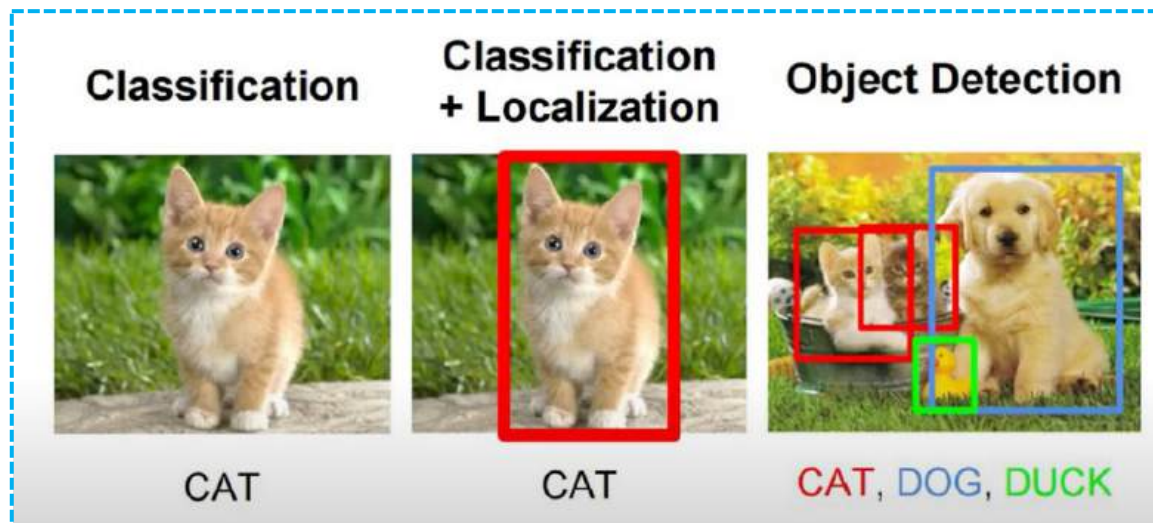 Classification
Classification
+ Localization
Object Detection
CAT
CAT
CAT, DOG, DUCK